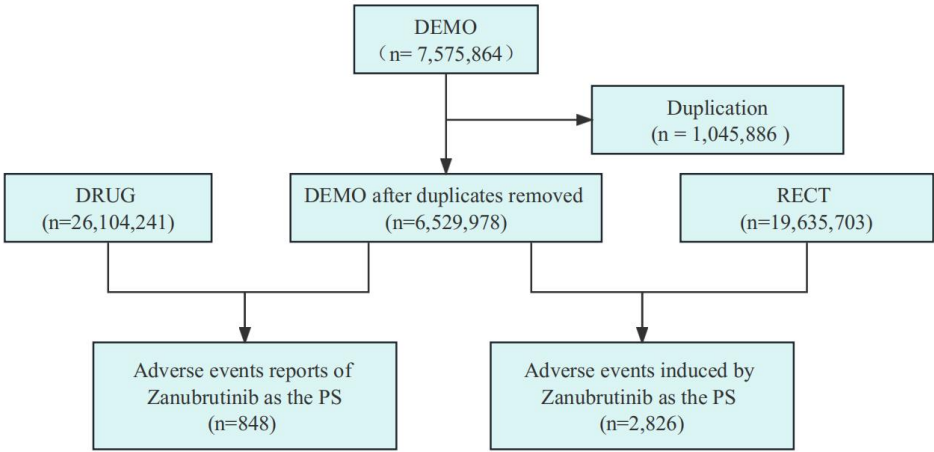 DEMO
（n= 7,575,864）
Duplication
(n = 1,045,886 )
DRUG
(n=26,104,241)
DEMO after duplicates removed
(n=6,529,978)
RECT
(n=19,635,703)
Adverse events reports of
Zanubrutinib as the PS
(n=848)
Adverse events induced by
Zanubrutinib as the PS
(n=2,826)